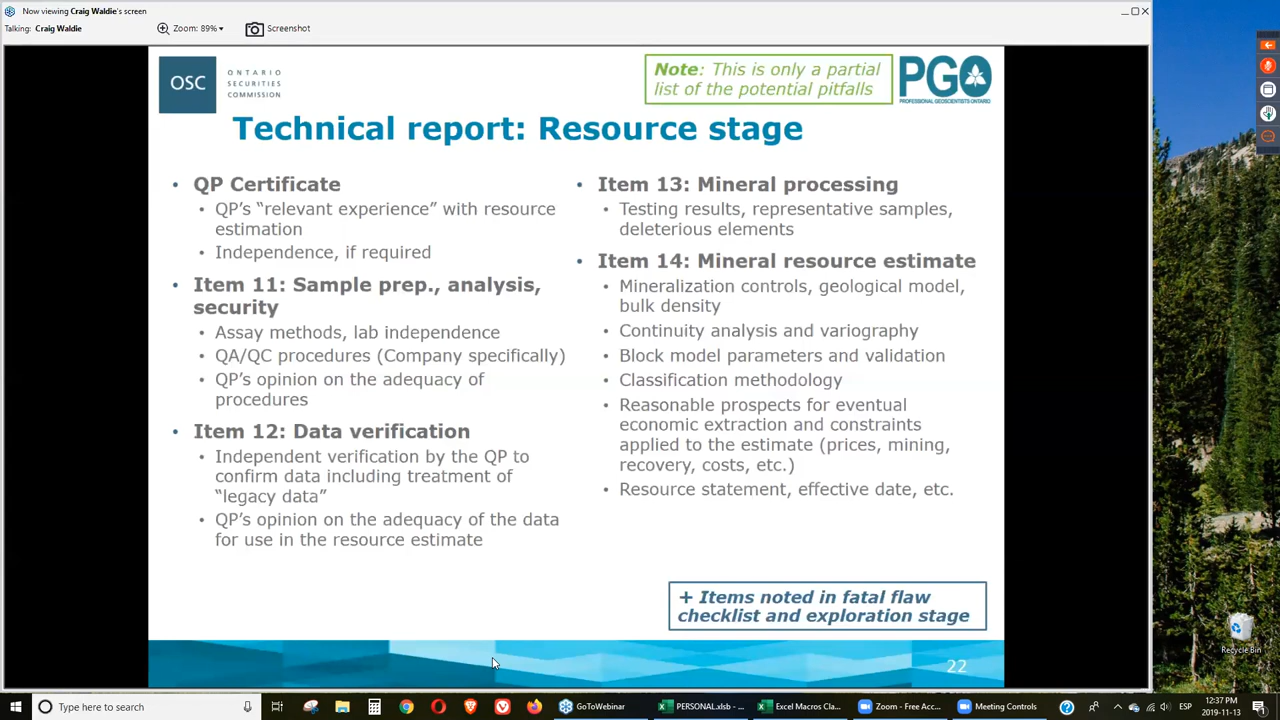 Now viewing Craig Waldie's screen
Talking: Craig Waldie
Zoom: 89%
Screenshot
OSC
ONTARIO
SECURITIES
COMMISSION
Note: This is only a partial
list of the potential pitfalls
PGO
PROFESSIONAL GEOSCIENTISTS ONTARIO
Technical report: Resource stage
• QP Certificate
• QP's “relevant experience” with resource
estimation
• Independence, if required
• Item 11: Sample prep., analysis,
security
• Assay methods, lab independence
• QA/QC procedures (Company specifically)
• QP's opinion on the adequacy of
procedures
• Item 12: Data verification
• Independent verification by the QP to
confirm data including treatment of
“legacy data”
• QP's opinion on the adequacy of the data
for use in the resource estimate
• Item 13: Mineral processing
• Testing results, representative samples,
deleterious elements
• Item 14: Mineral resource estimate
• Mineralization controls, geological model,
bulk density
• Continuity analysis and variography
• Block model parameters and validation
• Classification methodology
• Reasonable prospects for eventual
economic extraction and constraints
applied to the estimate (prices, mining,
recovery, costs, etc.)
• Resource statement, effective date, etc.
+ Items noted in fatal flaw
checklist and exploration stage
22
Recycle Bin
Type here to search
GoToWebinar
PERSONAL.xlsb - ...
Excel Macros Cla...
Zoom - Free Acc...
Meeting Controls
ESP
12:37 PM
2019-11-13